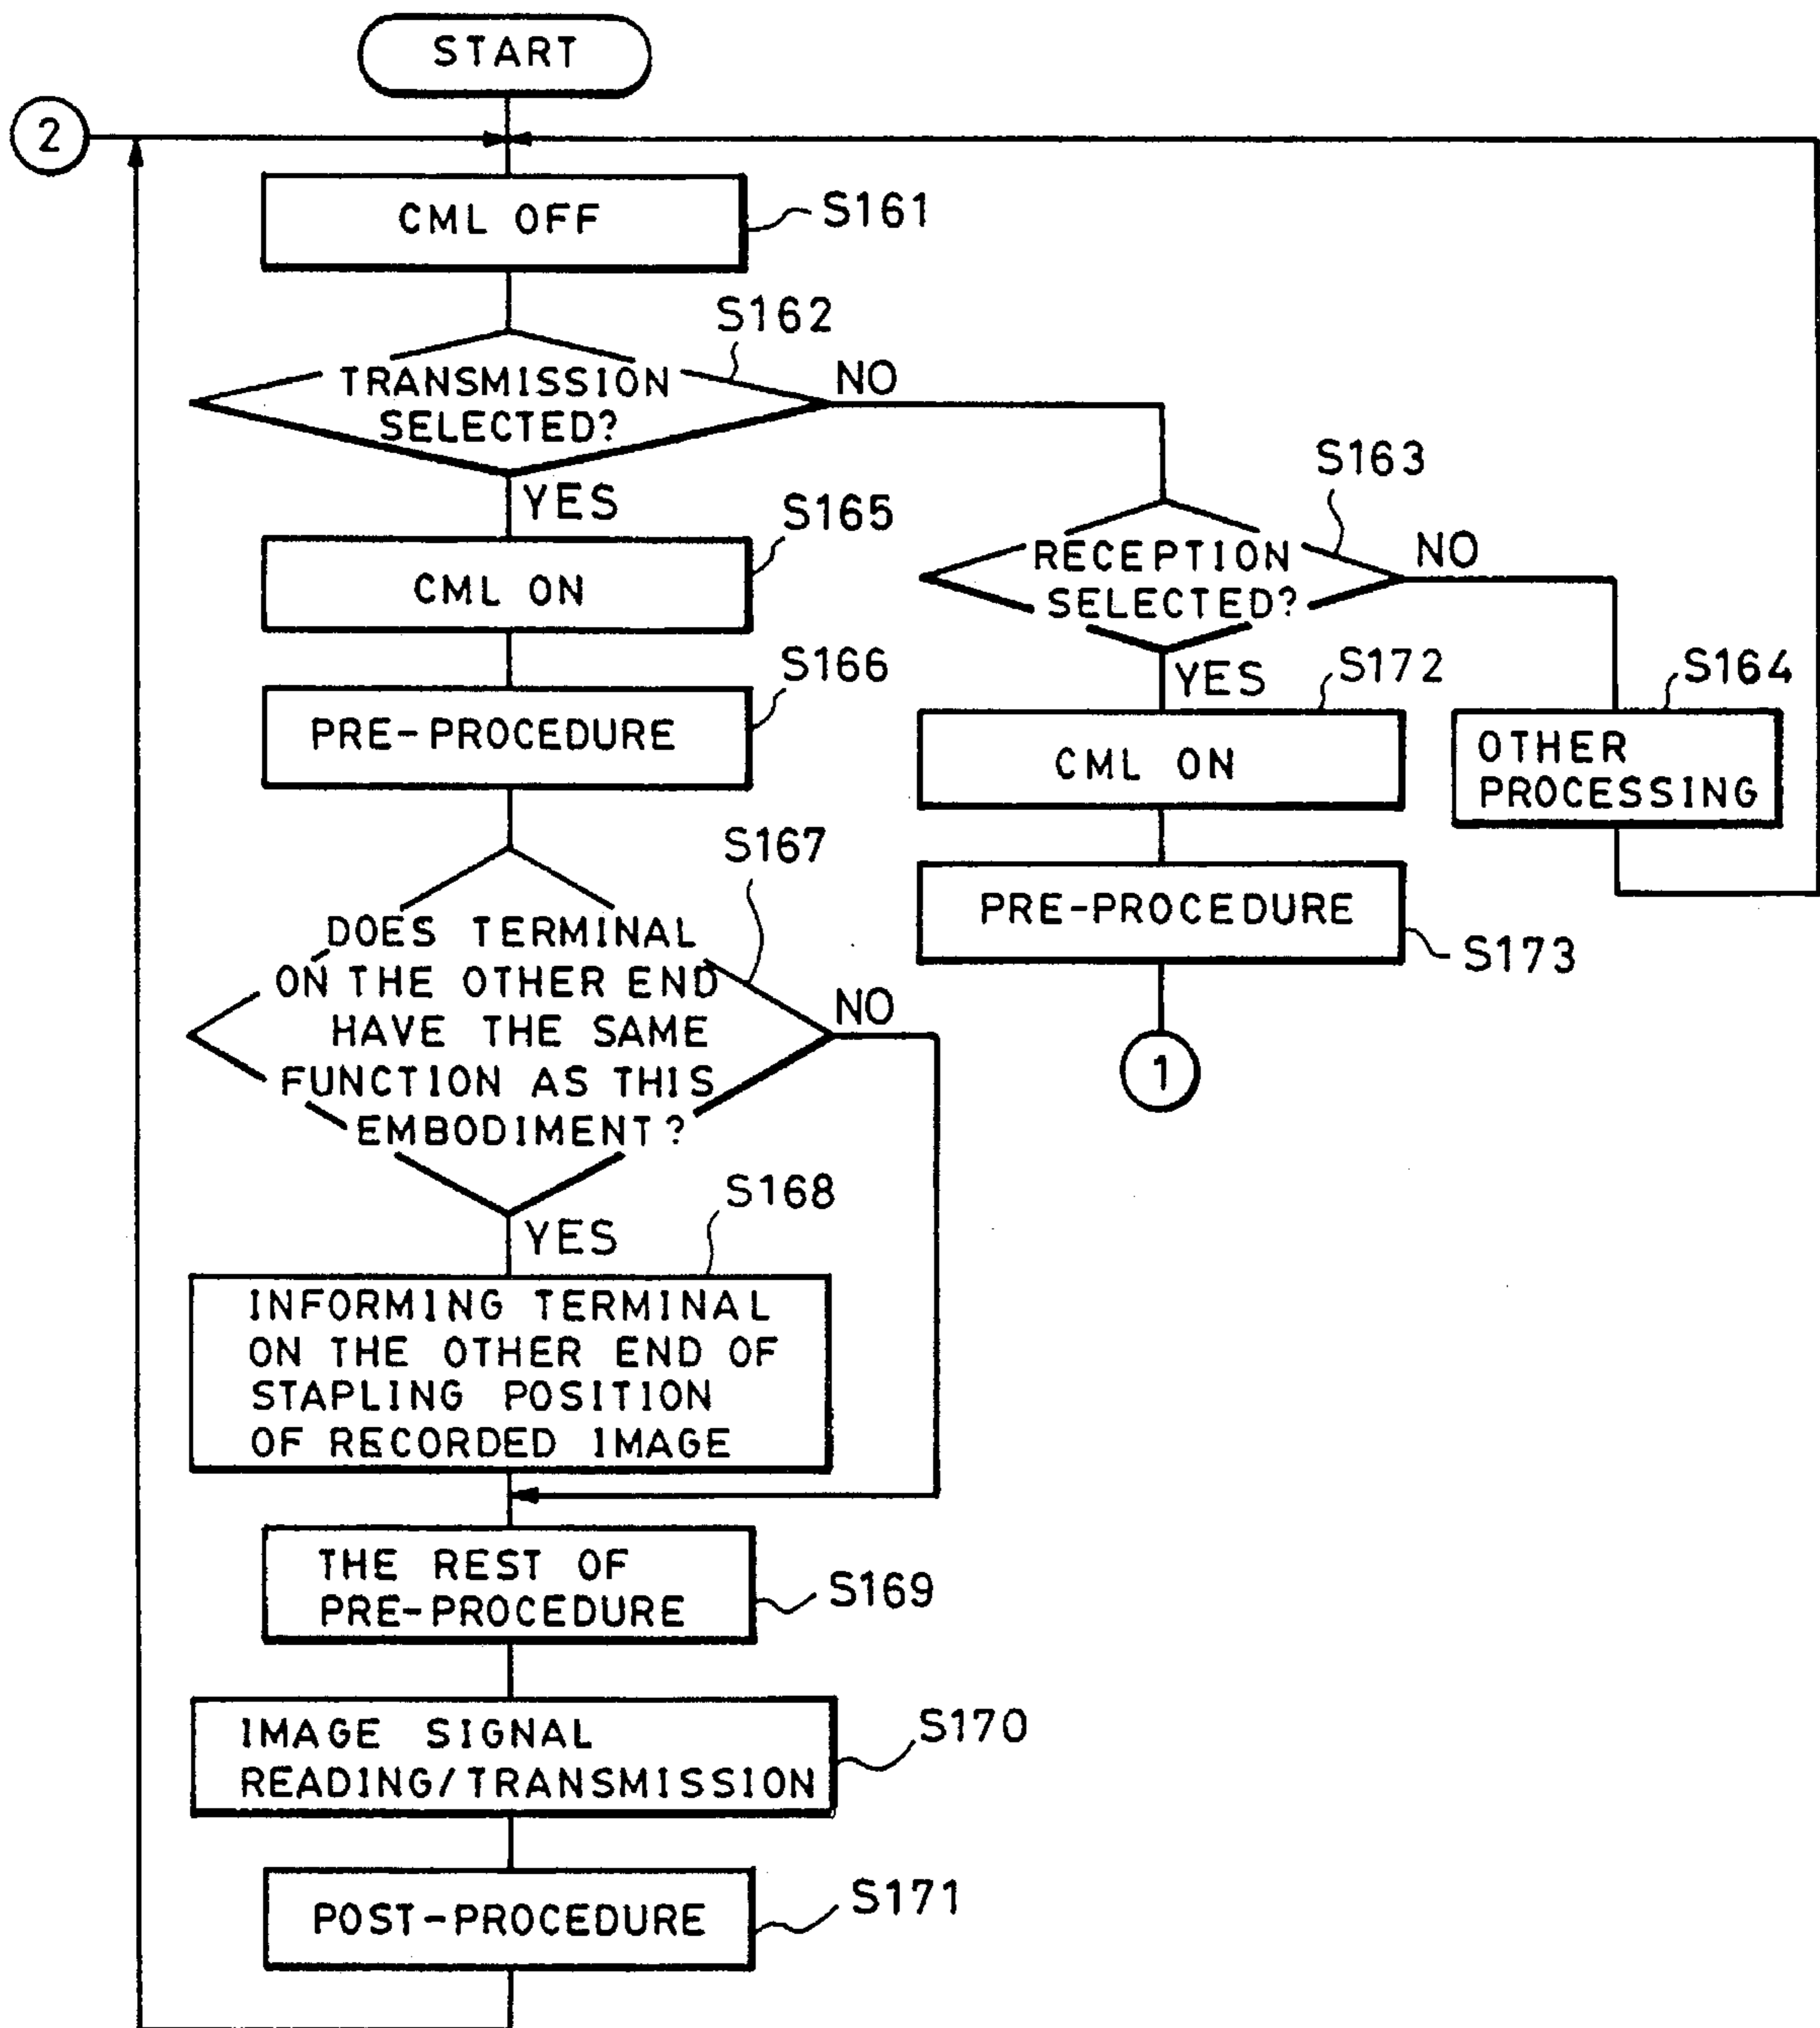 START
2
CML OFF
S161
S162
TRANSMISSION
SELECTED?
NO
YES
S163
RECEPTION
SELECTED?
NO
YES
S165
CML ON
S166
PRE-PROCEDURE
S172
CML ON
S164
OTHER
PROCESSING
PRE-PROCEDURE
S173
1
S167
DOES TERMINAL
ON THE OTHER END
HAVE THE SAME
FUNCTION AS THIS
EMBODIMENT?
NO
YES
S168
INFORMING TERMINAL
ON THE OTHER END OF
STAPLING POSITION
OF RECORDED IMAGE
THE REST OF
PRE-PROCEDURE
S169
IMAGE SIGNAL
READING/TRANSMISSION
S170
POST-PROCEDURE
S171